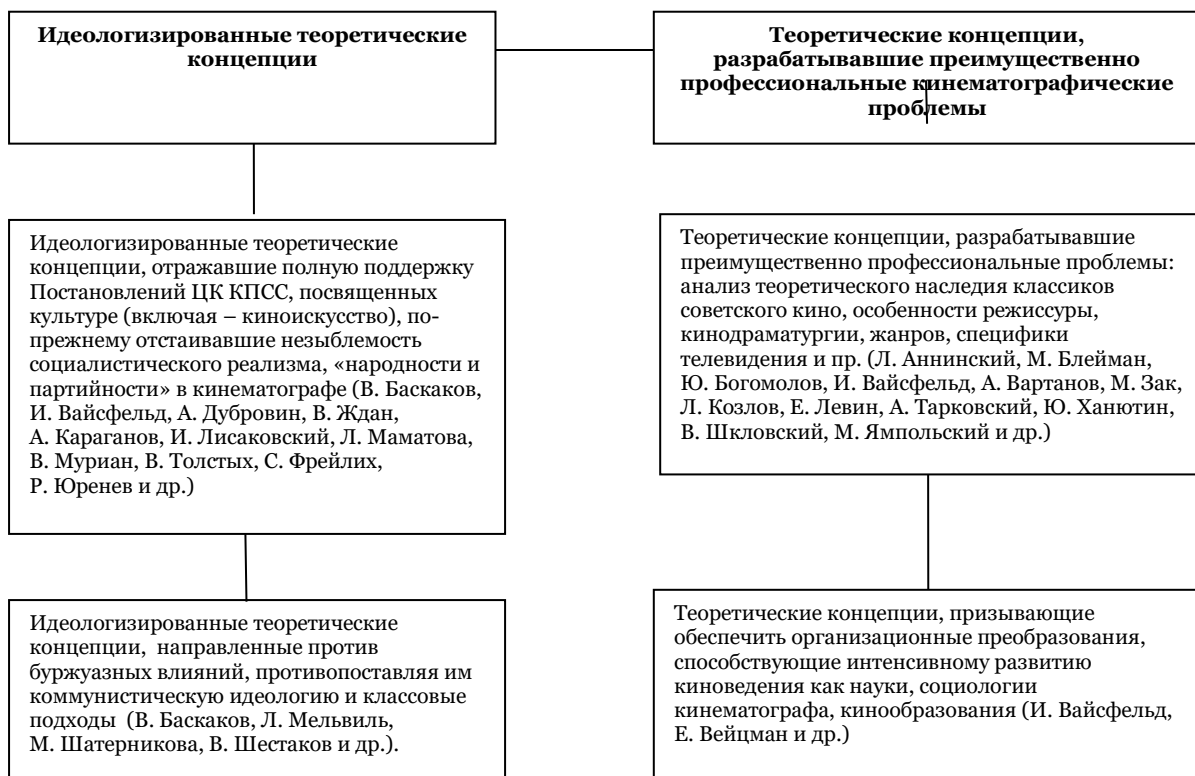 Идеологизированные теоретические
концепции
Теоретические концепции,
разрабатывавшие преимущественно
профессиональные кинематографические
проблемы
Идеологизированные теоретические
концепции, отражавшие полную поддержку
Постановлений ЦК КПСС, посвященных
культуре (включая – киноискусство), по-
прежнему отстаивавшие незыблемость
социалистического реализма, «народности и
партийности» в кинематографе (В. Баскаков,
И. Вайсфельд, А. Дубровин, В. Ждан,
А. Караганов, И. Лисаковский, Л. Маматова,
В. Муриан, В. Толстых, С. Фрейлих,
Р. Юренев и др.)
Теоретические концепции, разрабатывавшие
преимущественно профессиональные проблемы:
анализ теоретического наследия классиков
советского кино, особенности режиссуры,
кинодраматургии, жанров, специфики
телевидения и пр. (Л. Аннинский, М. Блейман,
Ю. Богомолов, И. Вайсфельд, А. Вартанов, М. Зак,
Л. Козлов, Е. Левин, А. Тарковский, Ю. Ханютин,
В. Шкловский, М. Ямпольский и др.)
Идеологизированные теоретические
концепции, направленные против
буржуазных влияний, противопоставляя им
коммунистическую идеологию и классовые
подходы (В. Баскаков, Л. Мельвиль,
М. Шатерникова, В. Шестаков и др.).
Теоретические концепции, призывающие
обеспечить организационные преобразования,
способствующие интенсивному развитию
киноведения как науки, социологии
кинематографа, кинообразования (И. Вайсфельд,
Е. Вейцман и др.)